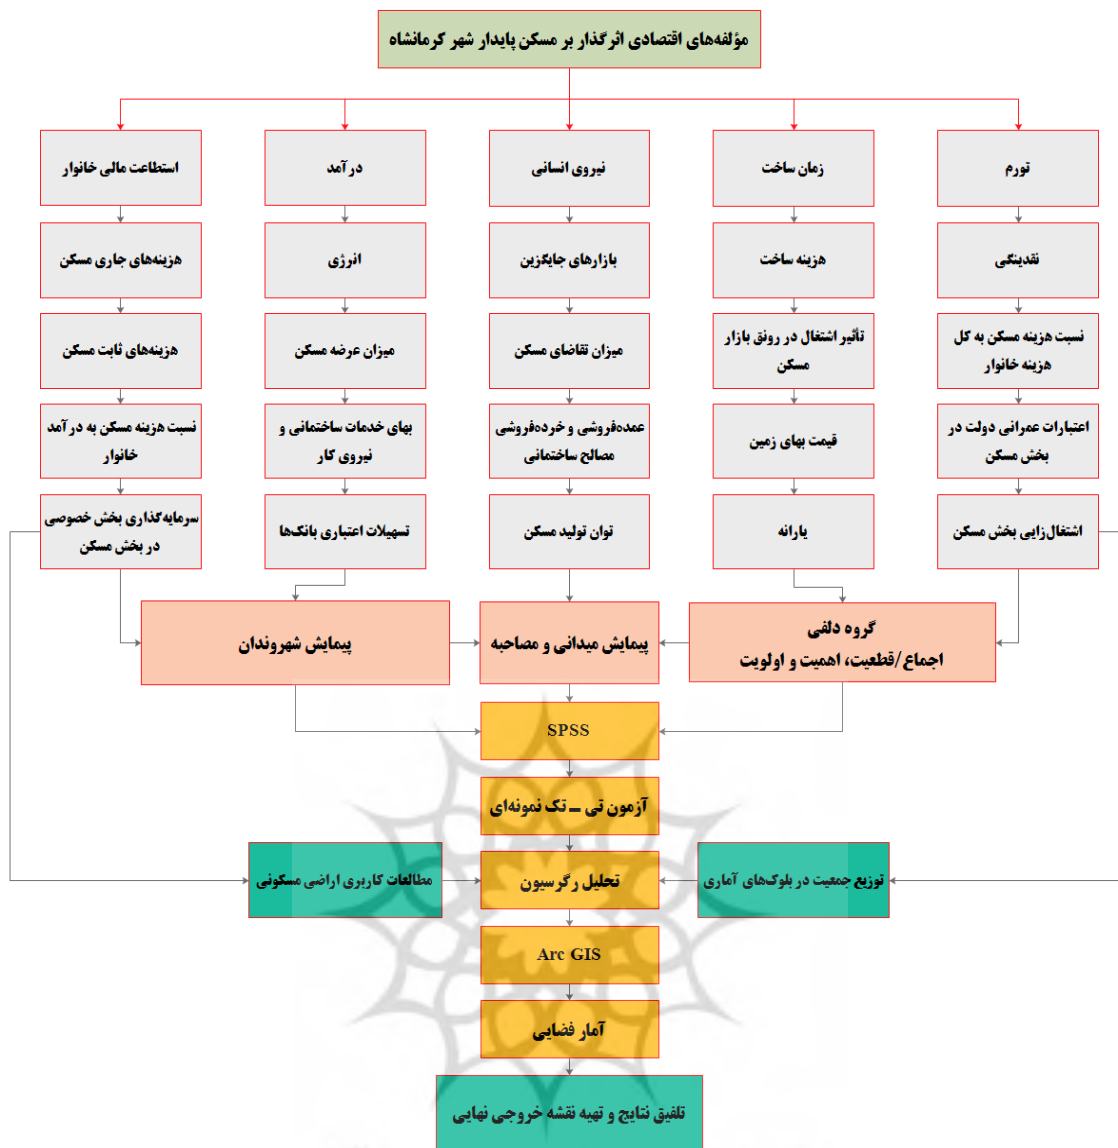 مؤلفه‌های اقتصادی اثرگذار بر مسکن پایدار شهر کرمانشاه
تورم
زمان ساخت
نیروی انسانی
درآمد
استطاعت مالی خانوار
نقدینگی
هزینه ساخت
بازارهای جایگزین
انرژی
هزینه‌های جاری مسکن
نسبت هزینه مسکن به کل
هزینه خانوار
تأثیر اشتغال در رونق بازار
مسکن
میزان تقاضای مسکن
میزان عرضه مسکن
هزینه‌های ثابت مسکن
اعتبارات عمرانی دولت در
بخش مسکن
قیمت بهای زمین
عمده‌فروشی و خرده‌فروشی
مصالح ساختمانی
بهای خدمات ساختمانی و
نیروی کار
نسبت هزینه مسکن به درآمد
خانوار
اشتغال‌زایی بخش مسکن
یارانه
توان تولید مسکن
تسهیلات اعتباری بانک‌ها
سرمایه‌گذاری بخش خصوصی
در بخش مسکن
گروه دلفی
اجماع/قطعیت، اهمیت و اولویت
پیمایش میدانی و مصاحبه
پیمایش شهروندان
SPSS
آزمون تی – تک نمونه‌ای
توزیع جمعیت در بلوک‌های آماری
تحلیل رگرسیون
مطالعات کاربری اراضی مسکونی
Arc GIS
آمار فضایی
تلفیق نتایج و تهیه نقشه خروجی نهایی